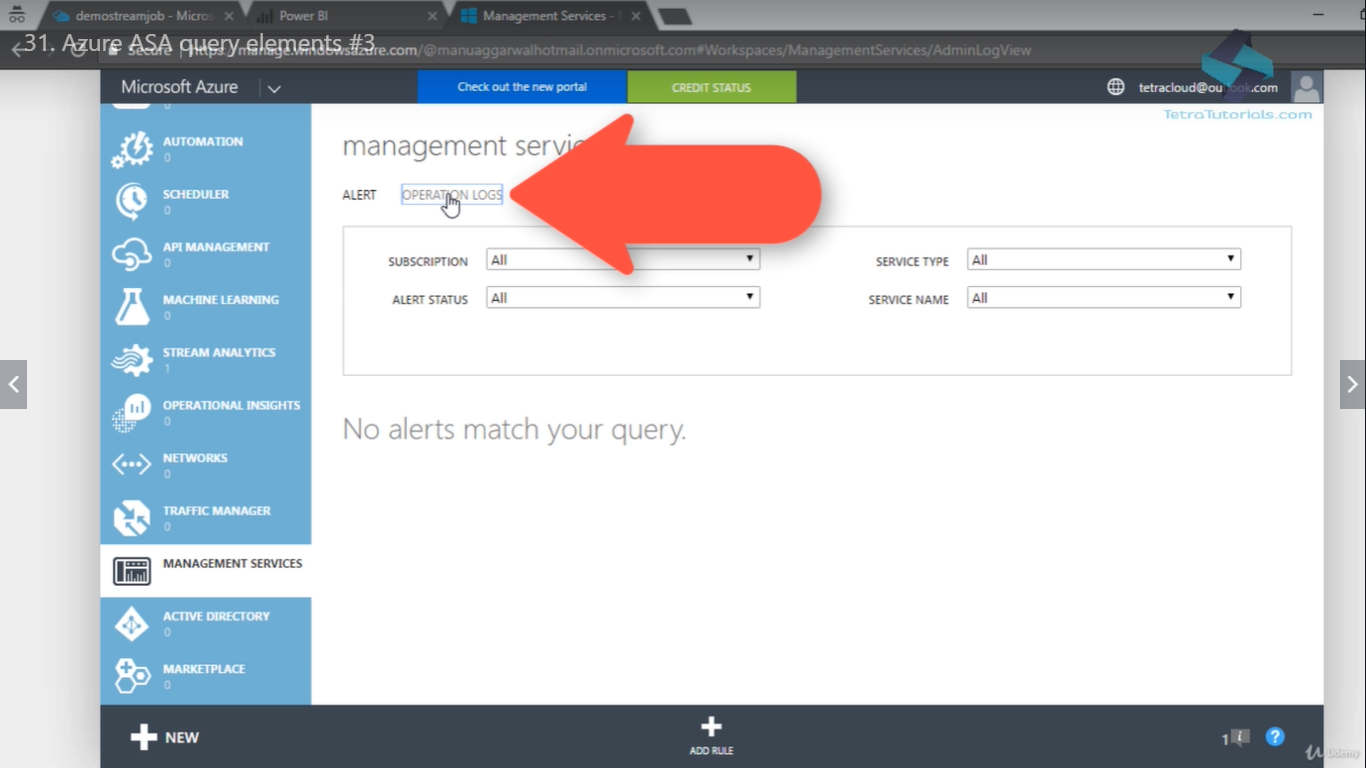 demostreamjob - Micros
Power BI
Management Services -
31. Azure ASA query elements #3
Secure
https://manage.windowsazure.com/@manuaggarwalhotmail.onmicrosoft.com#Workspaces/ManagementServices/AdminLogView
Microsoft Azure
Check out the new portal
CREDIT STATUS
tetracloud@outlook.com
TetraTutorials.com
0
AUTOMATION
0
SCHEDULER
0
API MANAGEMENT
0
MACHINE LEARNING
0
STREAM ANALYTICS
1
OPERATIONAL INSIGHTS
0
NETWORKS
0
TRAFFIC MANAGER
0
MANAGEMENT SERVICES
ACTIVE DIRECTORY
0
MARKETPLACE
0
management servi
ALERT OPERATION LOGS
SUBSCRIPTION All SERVICE TYPE All
ALERT STATUS All SERVICE NAME All
No alerts match your query.
NEW
ADD RULE
1
Udemy